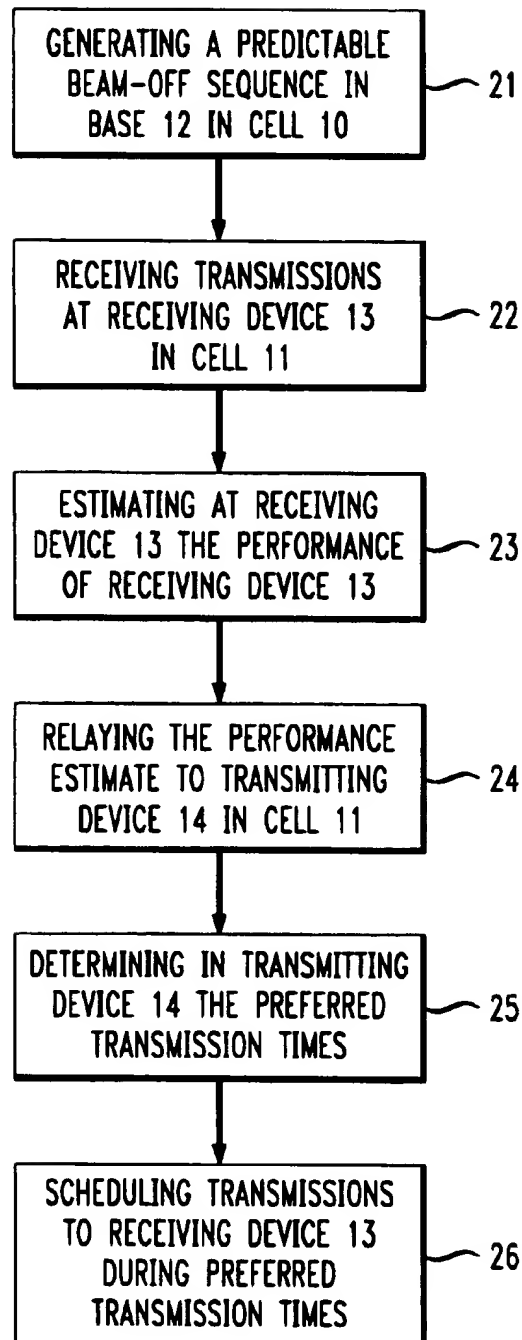 GENERATING A PREDICTABLE
BEAM-OFF SEQUENCE IN
BASE 12 IN CELL 10
21
RECEIVING TRANSMISSIONS
AT RECEIVING DEVICE 13
IN CELL 11
22
ESTIMATING AT RECEIVING
DEVICE 13 THE PERFORMANCE
OF RECEIVING DEVICE 13
23
RELAYING THE PERFORMANCE
ESTIMATE TO TRANSMITTING
DEVICE 14 IN CELL 11
24
DETERMINING IN TRANSMITTING
DEVICE 14 THE PREFERRED
TRANSMISSION TIMES
25
SCHEDULING TRANSMISSIONS
TO RECEIVING DEVICE 13
DURING PREFERRED
TRANSMISSION TIMES
26